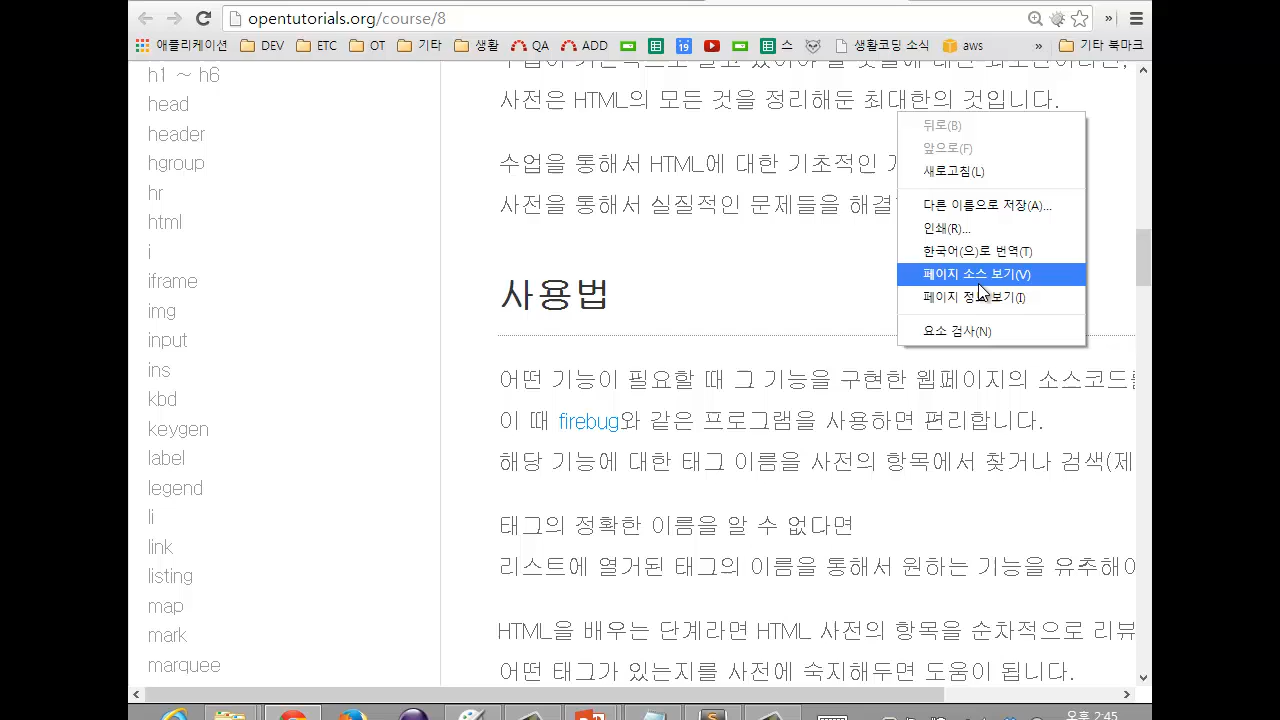 opentutorials.org/course/8
애플리케이션 DEV ETC OT 기타 생활 QA ADD 19 스 생활코딩 소식 aws » 기타 북마크
h1 ~ h6
head
header
hgroup
hr
html
i
iframe
img
input
ins
kbd
keygen
label
legend
li
link
listing
map
mark
marquee
사전은 HTML의 모든 것을 정리해둔 최대한의 것입니다.
수업을 통해서 HTML에 대한 기초적인
사전을 통해서 실질적인 문제들을 해결
사용법
어떤 기능이 필요할 때 그 기능을 구현한 웹페이지의 소스코드를
이 때 firebug와 같은 프로그램을 사용하면 편리합니다.
해당 기능에 대한 태그 이름을 사전의 항목에서 찾거나 검색(제
태그의 정확한 이름을 알 수 없다면
리스트에 열거된 태그의 이름을 통해서 원하는 기능을 유추해야
HTML을 배우는 단계라면 HTML 사전의 항목을 순차적으로 리뷰
어떤 태그가 있는지를 사전에 숙지해두면 도움이 됩니다.
뒤로(B)
앞으로(F)
새로고침(L)
다른 이름으로 저장(A)...
인쇄(R)...
한국어(으)로 번역(T)
페이지 소스 보기(V)
페이지 정보 보기(I)
요소 검사(N)
오후 2:45